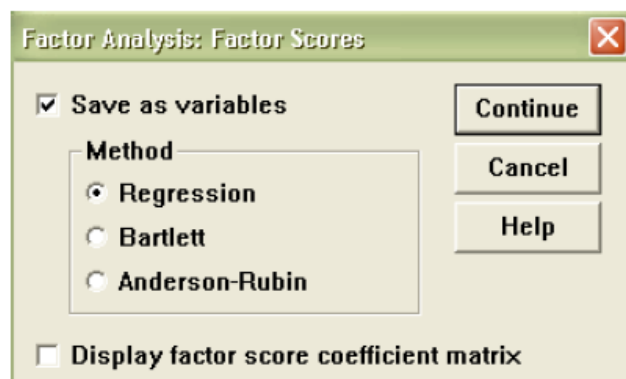 Factor Analysis: Factor Scores
Save as variables
Continue
Method
Cancel
Regression
Help
Bartlett
Anderson-Rubin
Display factor score coefficient matrix